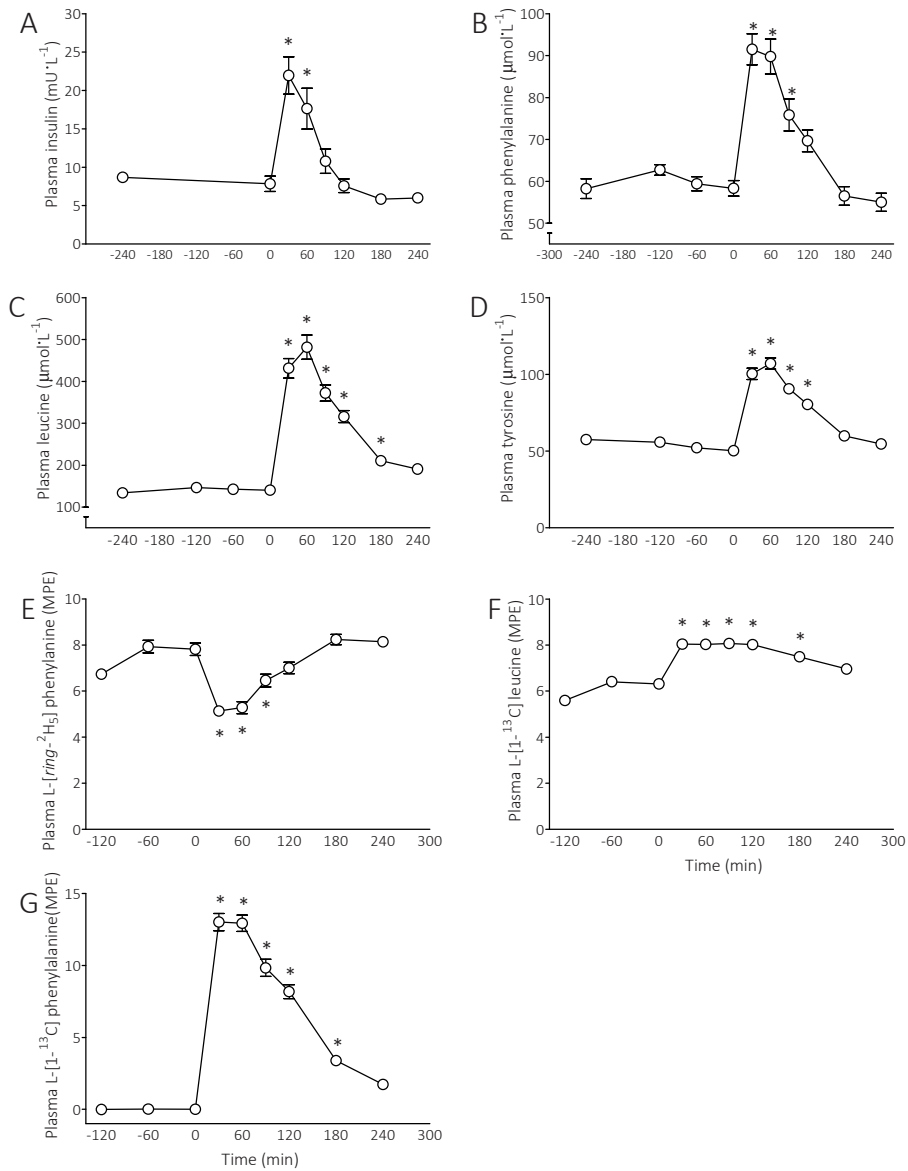 A
Plasma insulin (mU·L-1)
30
25
20
15
10
5
0
* *
-240 -180 -120 -60 0 60 120 180 240
B
Plasma phenylalanine (µmol·L-1)
100
90
80
70
60
50
* * *
-300 -240 -180 -120 -60 0 60 120 180 240
C
Plasma leucine (µmol·L-1)
600
500
400
300
200
100
* * * * *
-240 -180 -120 -60 0 60 120 180 240
D
Plasma tyrosine (µmol·L-1)
150
100
50
0
* * * *
-240 -180 -120 -60 0 60 120 180 240
E
Plasma L-[ring-2H5] phenylanine (MPE)
10
8
6
4
2
0
* * *
-120 -60 0 60 120 180 240 300
F
Plasma L-[1-13C] leucine (MPE)
10
8
6
4
2
0
* * * * *
-120 -60 0 60 120 180 240 300
Time (min)
G
Plasma L-[1-13C] phenylalanine(MPE)
15
10
5
0
* * * * *
-120 -60 0 60 120 180 240 300
Time (min)